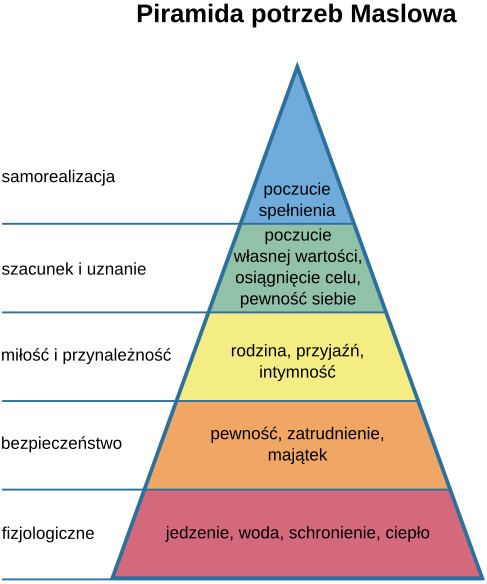 Piramida potrzeb Maslowa
samorealizacja
poczucie
spełnienia
szacunek i uznanie
poczucie
własnej wartości,
osiągnięcie celu,
pewność siebie
miłość i przynależność
rodzina, przyjaźń,
intymność
bezpieczeństwo
pewność, zatrudnienie,
majątek
fizjologiczne
jedzenie, woda, schronienie, ciepło